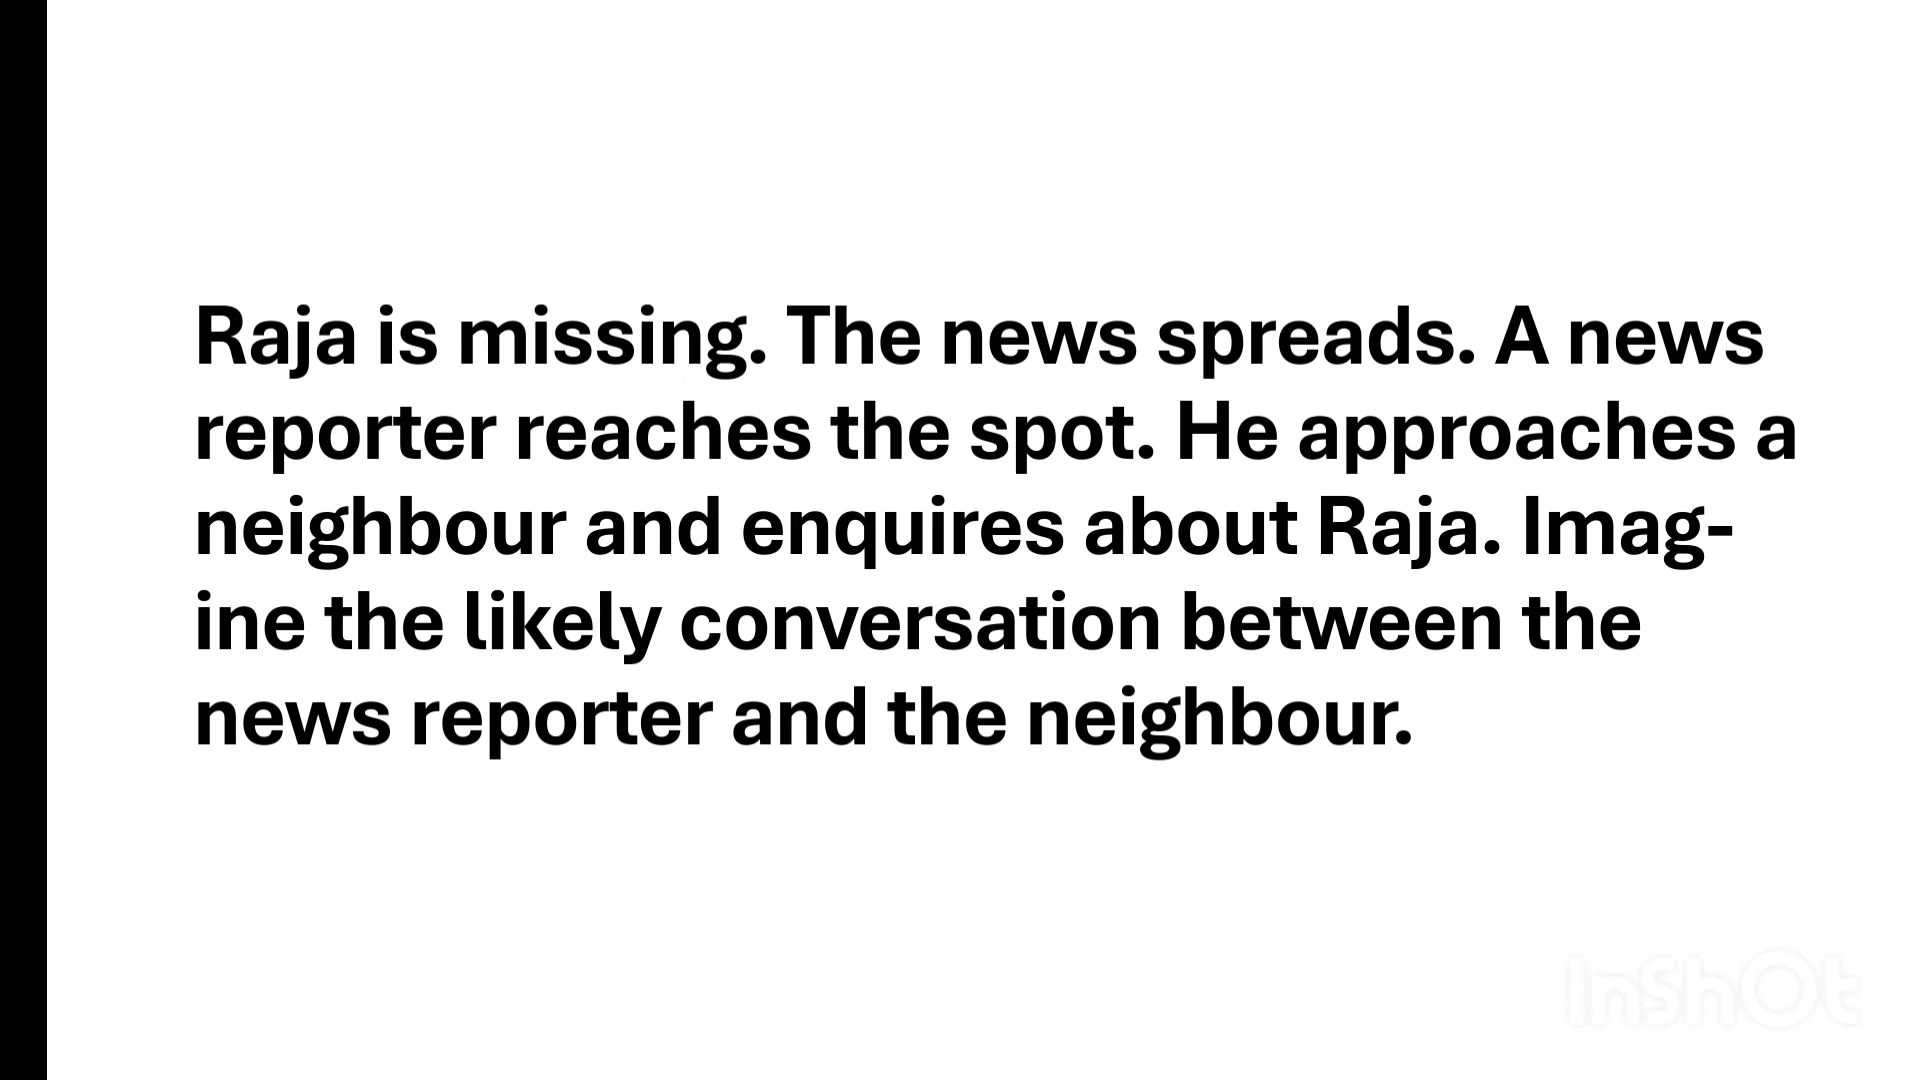 Raja is missing. The news spreads. A news
reporter reaches the spot. He approaches a
neighbour and enquires about Raja. Imag-
ine the likely conversation between the
news reporter and the neighbour.
InShOt